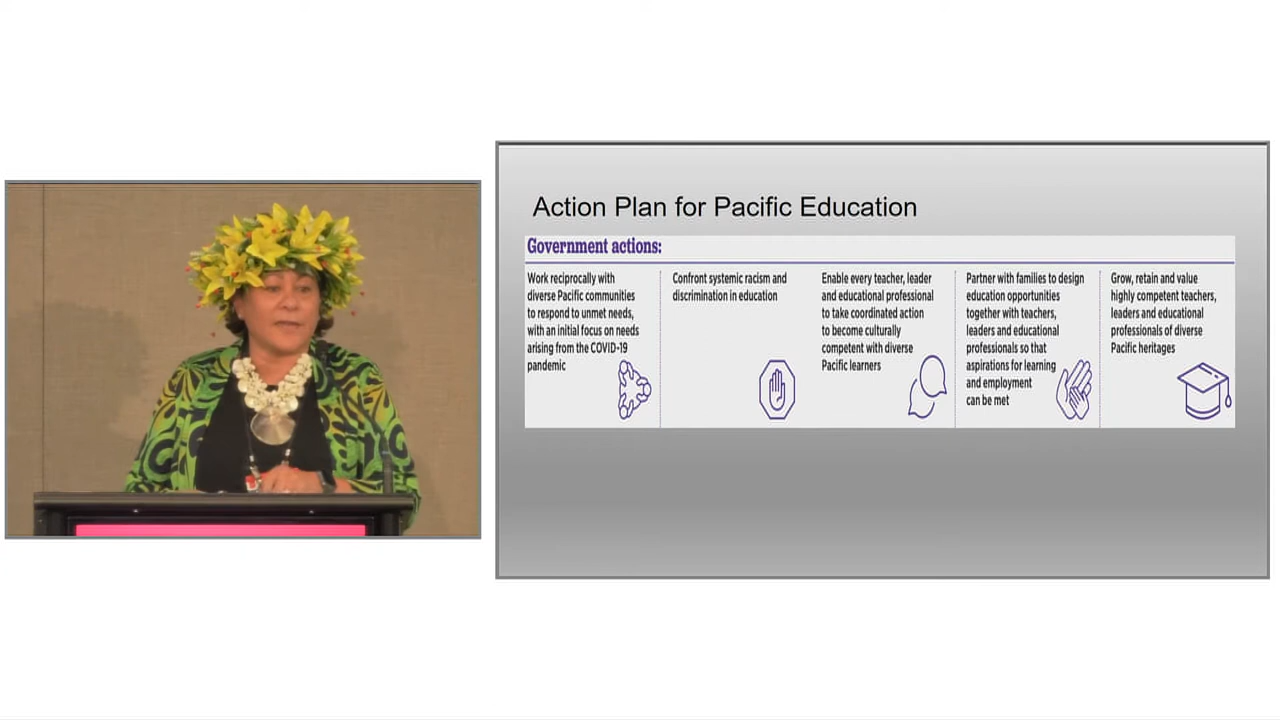 Action Plan for Pacific Education
Government actions:
Work reciprocally with
diverse Pacific communities
to respond to unmet needs,
with an initial focus on needs
arising from the COVID-19
pandemic
Confront systemic racism and
discrimination in education
Enable every teacher, leader
and educational professional
to take coordinated action
to become culturally
competent with diverse
Pacific learners
Partner with families to design
education opportunities
together with teachers,
leaders and educational
professionals so that
aspirations for learning
and employment
can be met
Grow, retain and value
highly competent teachers,
leaders and educational
professionals of diverse
Pacific heritages